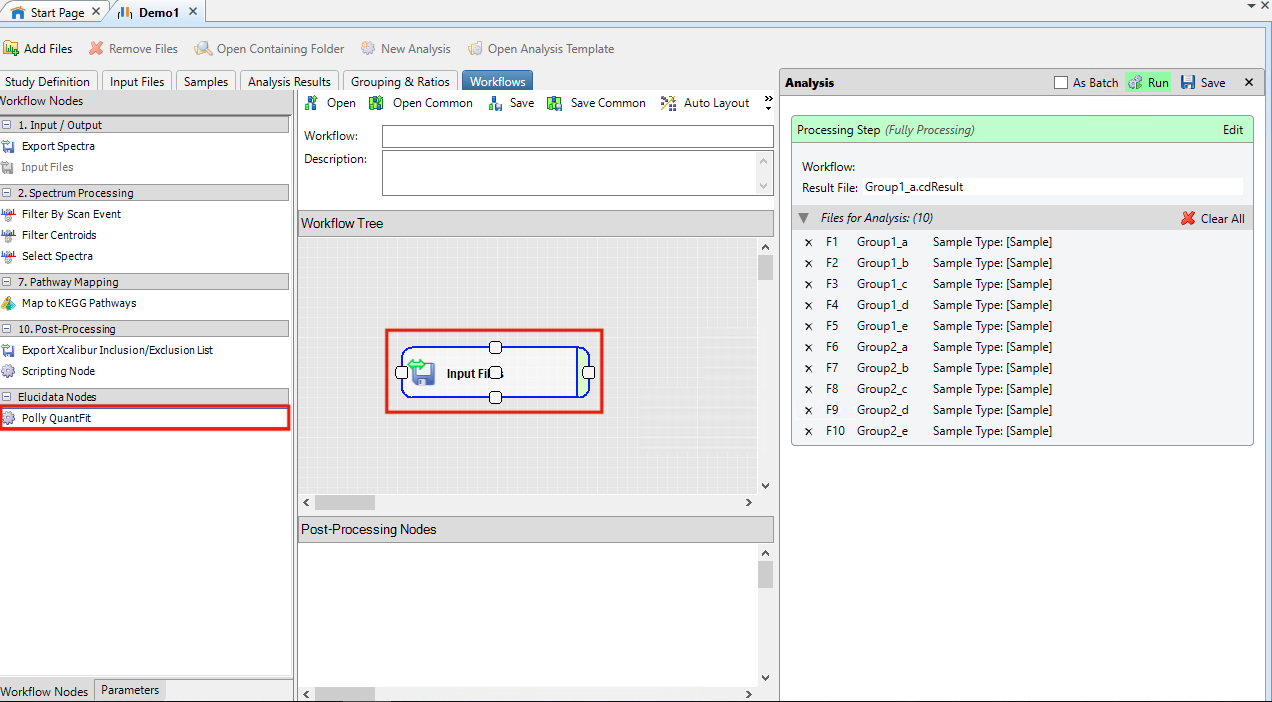 Start Page
Demo1
Add Files
Remove Files
Open Containing Folder
New Analysis
Open Analysis Template
Study Definition
Input Files
Samples
Analysis Results
Grouping & Ratios
Workflows
Workflow Nodes
1. Input / Output
Export Spectra
Input Files
2. Spectrum Processing
Filter By Scan Event
Filter Centroids
Select Spectra
7. Pathway Mapping
Map to KEGG Pathways
10. Post-Processing
Export Xcalibur Inclusion/Exclusion List
Scripting Node
Elucidata Nodes
Polly QuantFit
Workflow Nodes
Parameters
Open
Open Common
Save
Save Common
Auto Layout
Workflow:
Description:
Workflow Tree
Input Files
Post-Processing Nodes
Analysis
As Batch
Run
Save
Processing Step (Fully Processing)
Edit
Workflow:
Result File: Group1_a.cdResult
Files for Analysis: (10)
Clear All
F1 Group1_a Sample Type: [Sample]
F2 Group1_b Sample Type: [Sample]
F3 Group1_c Sample Type: [Sample]
F4 Group1_d Sample Type: [Sample]
F5 Group1_e Sample Type: [Sample]
F6 Group2_a Sample Type: [Sample]
F7 Group2_b Sample Type: [Sample]
F8 Group2_c Sample Type: [Sample]
F9 Group2_d Sample Type: [Sample]
F10 Group2_e Sample Type: [Sample]